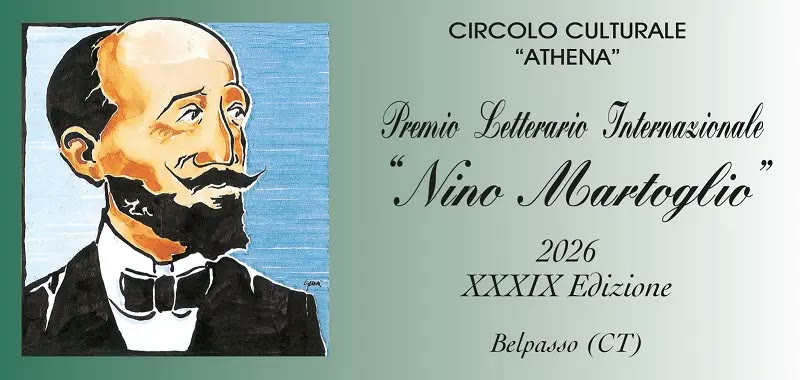 CIRCOLO CULTURALE
“ATHENA”
Premio Letterario Internazionale
“Nino Martoglio”
2026
XXXIX Edizione
Belpasso (CT)